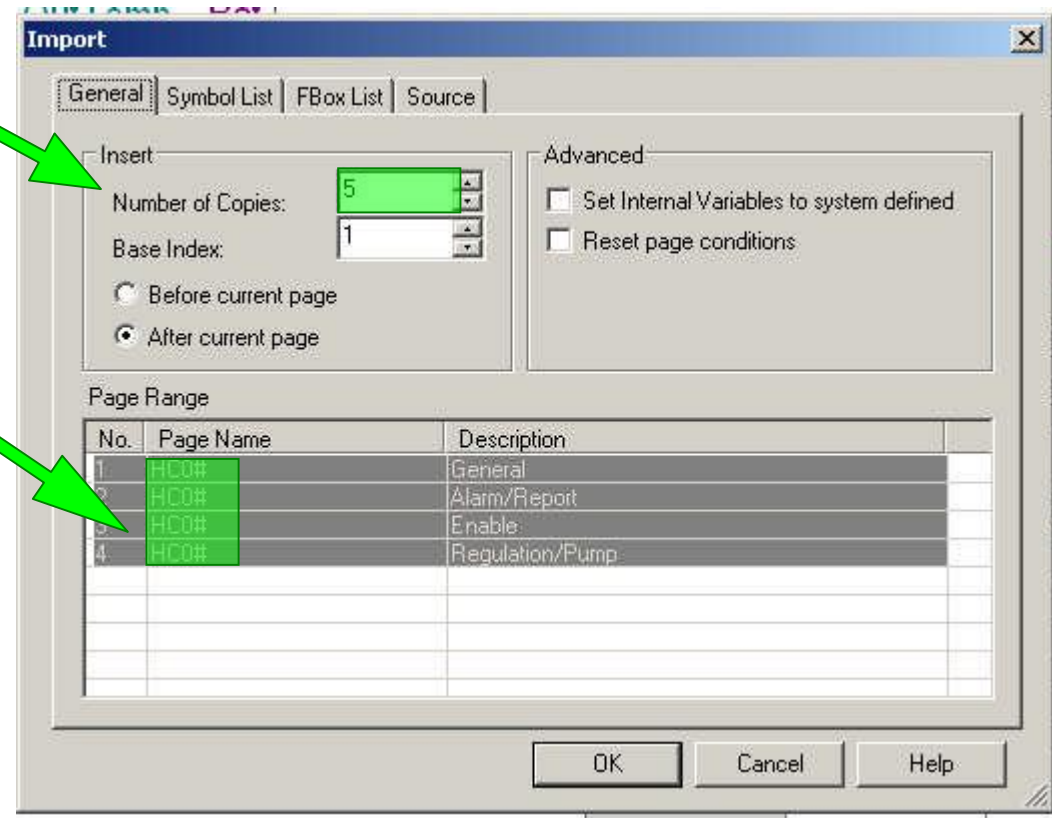 Import
General Symbol List FBox List Source
Insert
Number of Copies: 5
Base Index: 1
Before current page
After current page
Advanced
Set Internal Variables to system defined
Reset page conditions
Page Range
No. Page Name Description
1 HC0# General
2 HC0# Alarm/Report
3 HC0# Enable
4 HC0# Regulation/Pump
OK Cancel Help